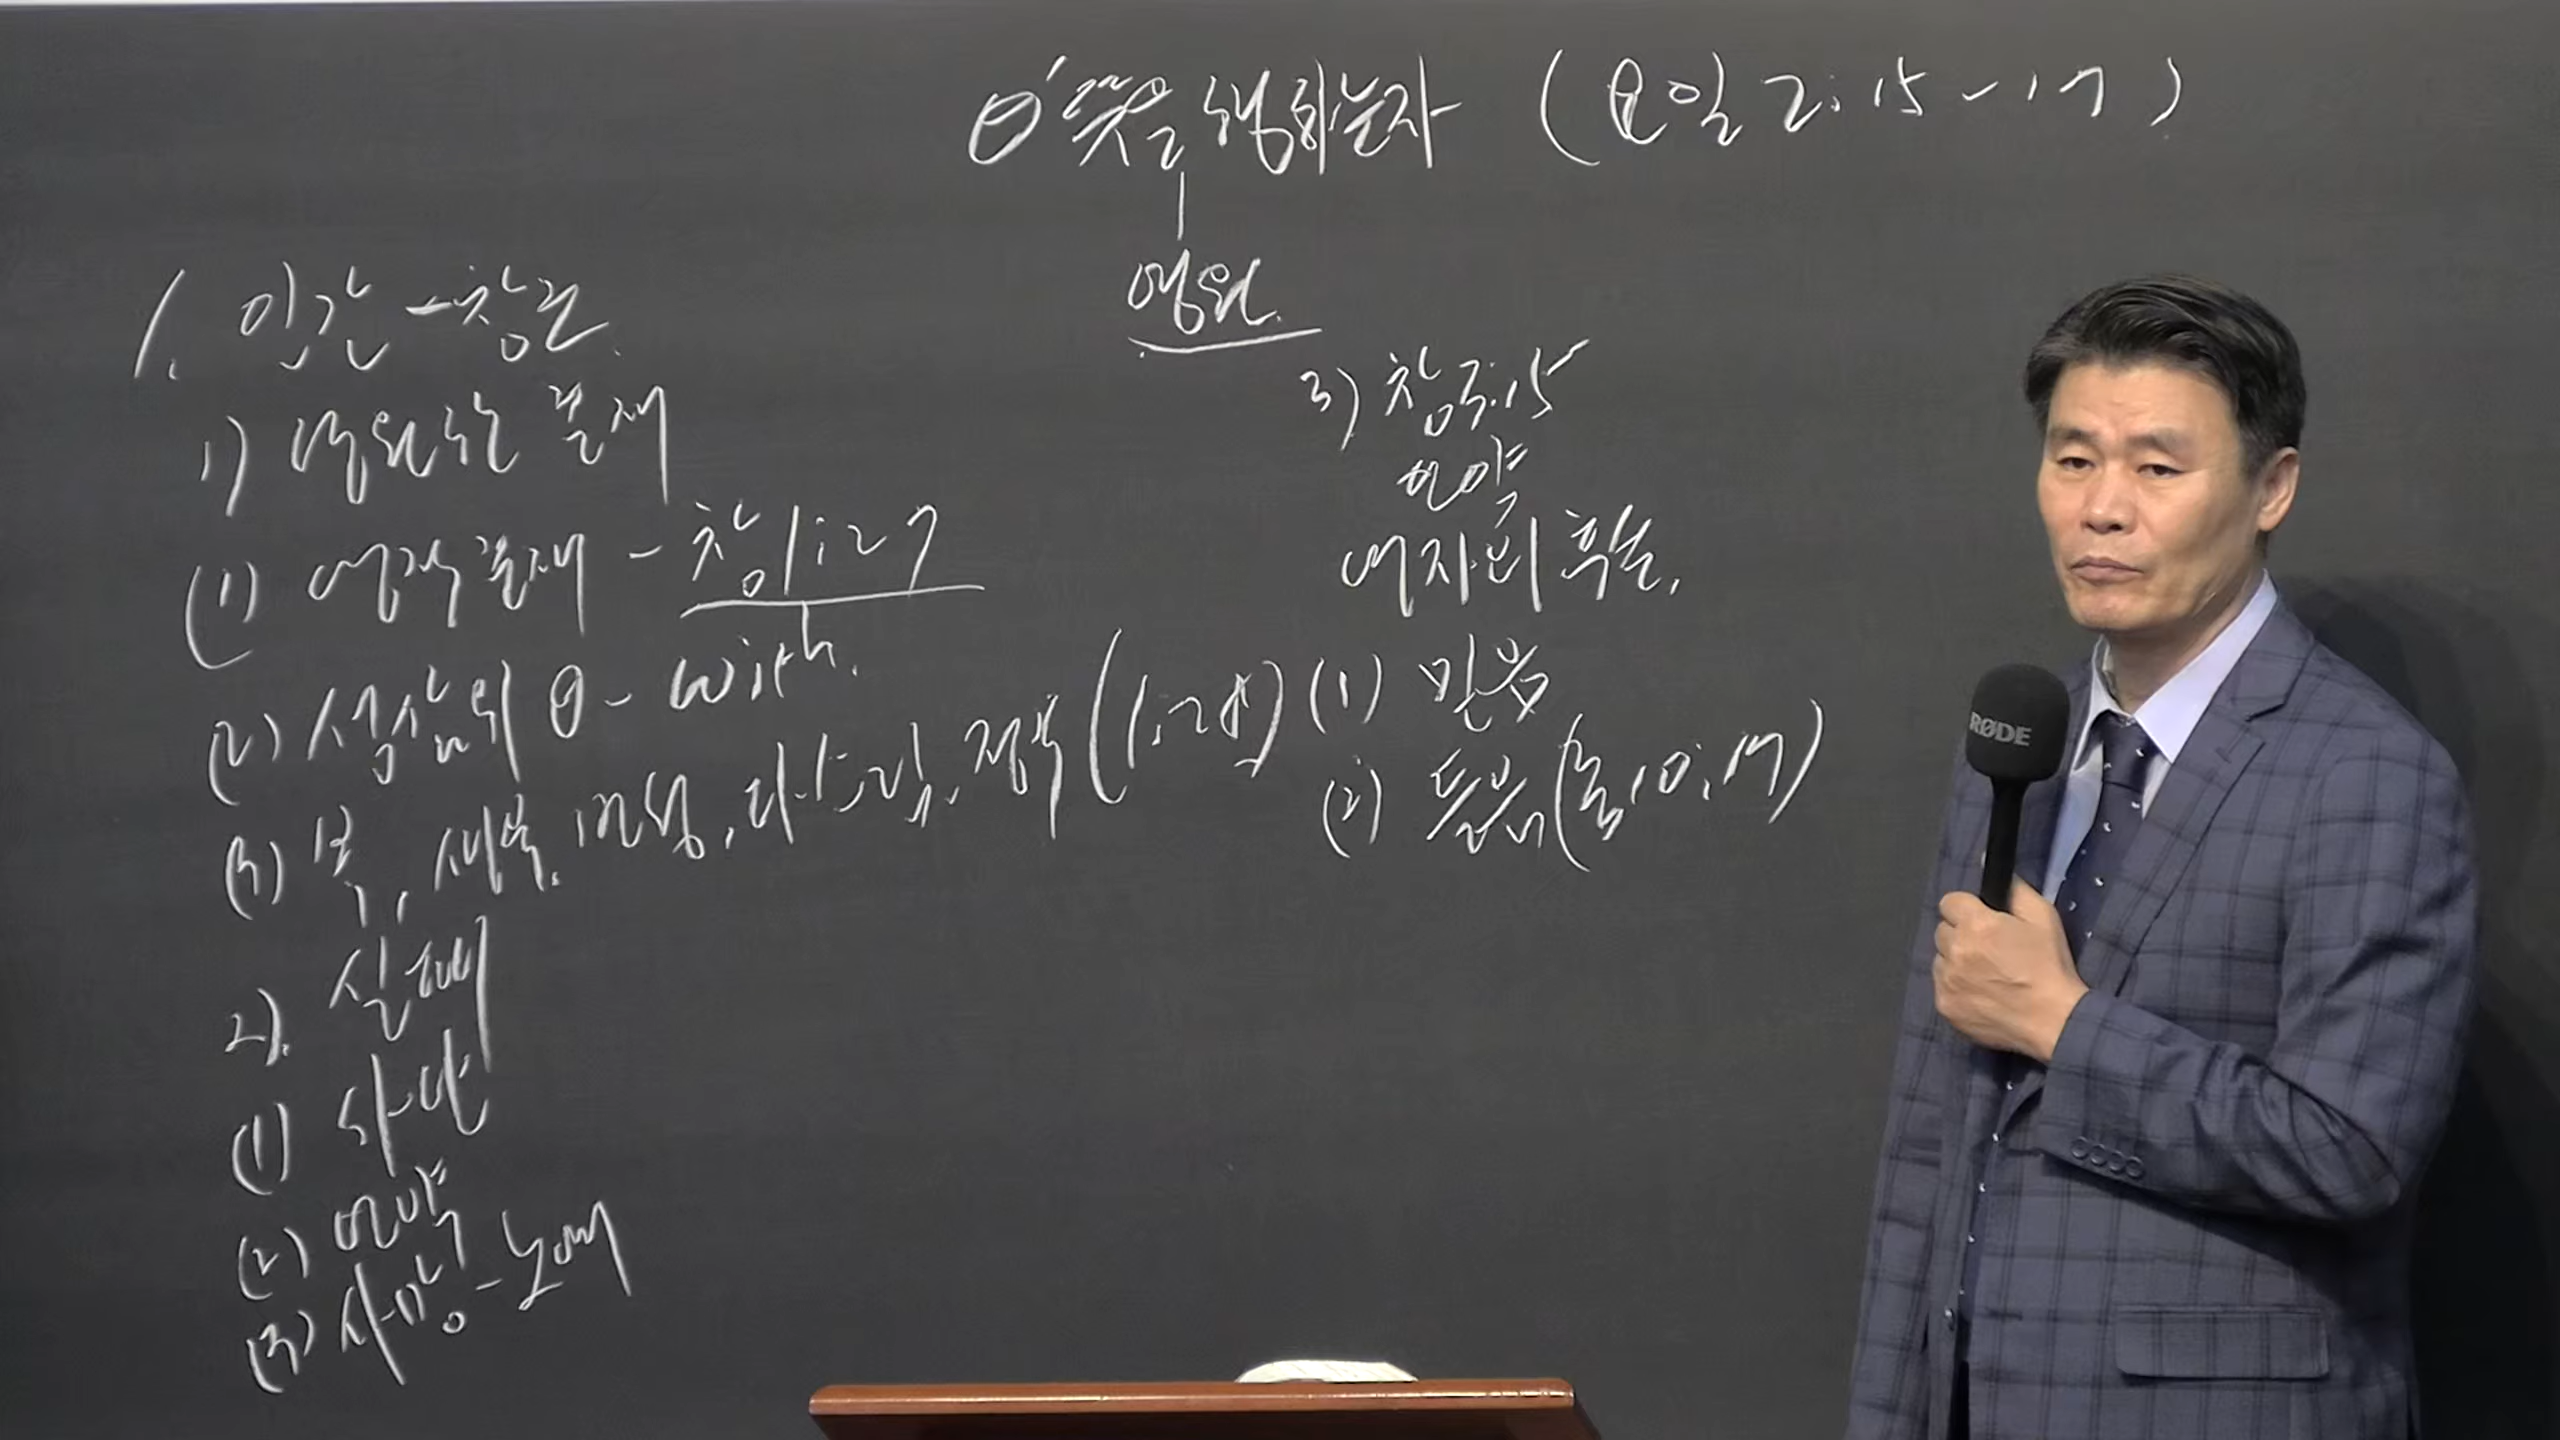 θ' 뜻을 행하는자 (요일 2:15-17)
영원.
1. 인간 - 창조.
1) 영원한 존재
(1) 영적 존재 - 창 1:27
(2) 성삼위 θ - with.
(3) 복, 생육, 번성, 다스림, 정복 (1:28)
2). 실패
(1) 사단
(2) 언약
(3) 사망 - 노예
3) 창 3:15
언약
여자의 후손.
(1) 믿음
(2) 들음 (롬 10:17)
RØDE